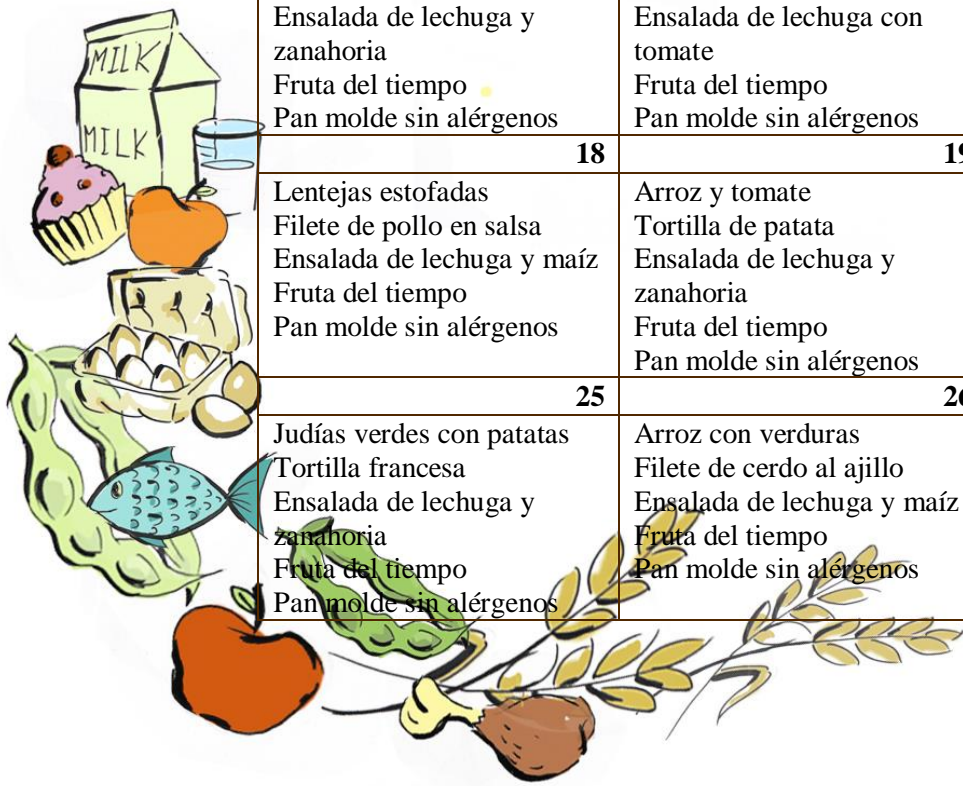 MILK
MILK
Ensalada de lechuga y
zanahoria
Fruta del tiempo
Pan molde sin alérgenos
Ensalada de lechuga con
tomate
Fruta del tiempo
Pan molde sin alérgenos
18
Lentejas estofadas
Filete de pollo en salsa
Ensalada de lechuga y maíz
Fruta del tiempo
Pan molde sin alérgenos
19
Arroz y tomate
Tortilla de patata
Ensalada de lechuga y
zanahoria
Fruta del tiempo
Pan molde sin alérgenos
25
Judías verdes con patatas
Tortilla francesa
Ensalada de lechuga y
zanahoria
Fruta del tiempo
Pan molde sin alérgenos
26
Arroz con verduras
Filete de cerdo al ajillo
Ensalada de lechuga y maíz
Fruta del tiempo
Pan molde sin alérgenos